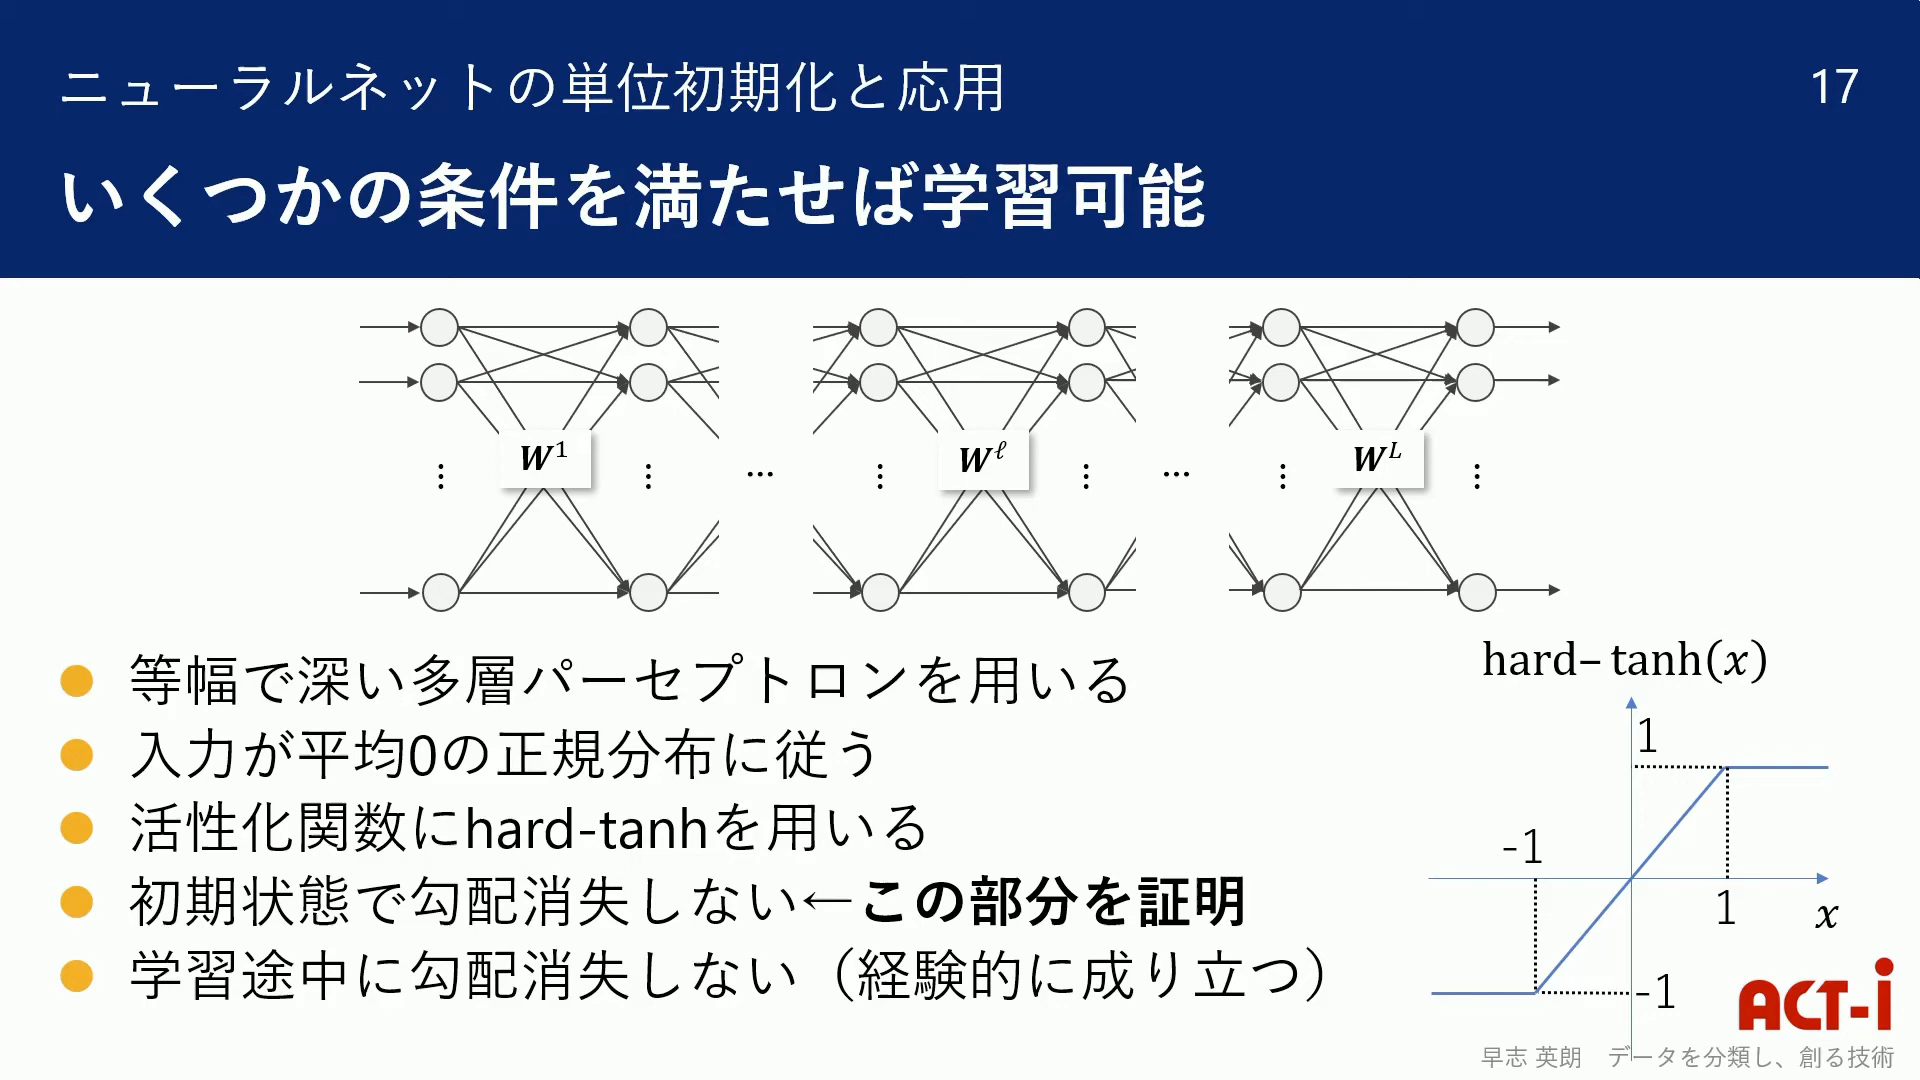 ニューラルネットの単位初期化と応用
17
いくつかの条件を満たせば学習可能
W¹
W^ℓ
W^L
⋮ ⋮ ⋯ ⋮ ⋮ ⋯ ⋮ ⋮
等幅で深い多層パーセプトロンを用いる
入力が平均0の正規分布に従う
活性化関数にhard-tanhを用いる
初期状態で勾配消失しない←この部分を証明
学習途中に勾配消失しない（経験的に成り立つ）
hard–tanh(x)
1
-1
1
x
-1
ACT-i
早志 英朗　データを分類し、創る技術